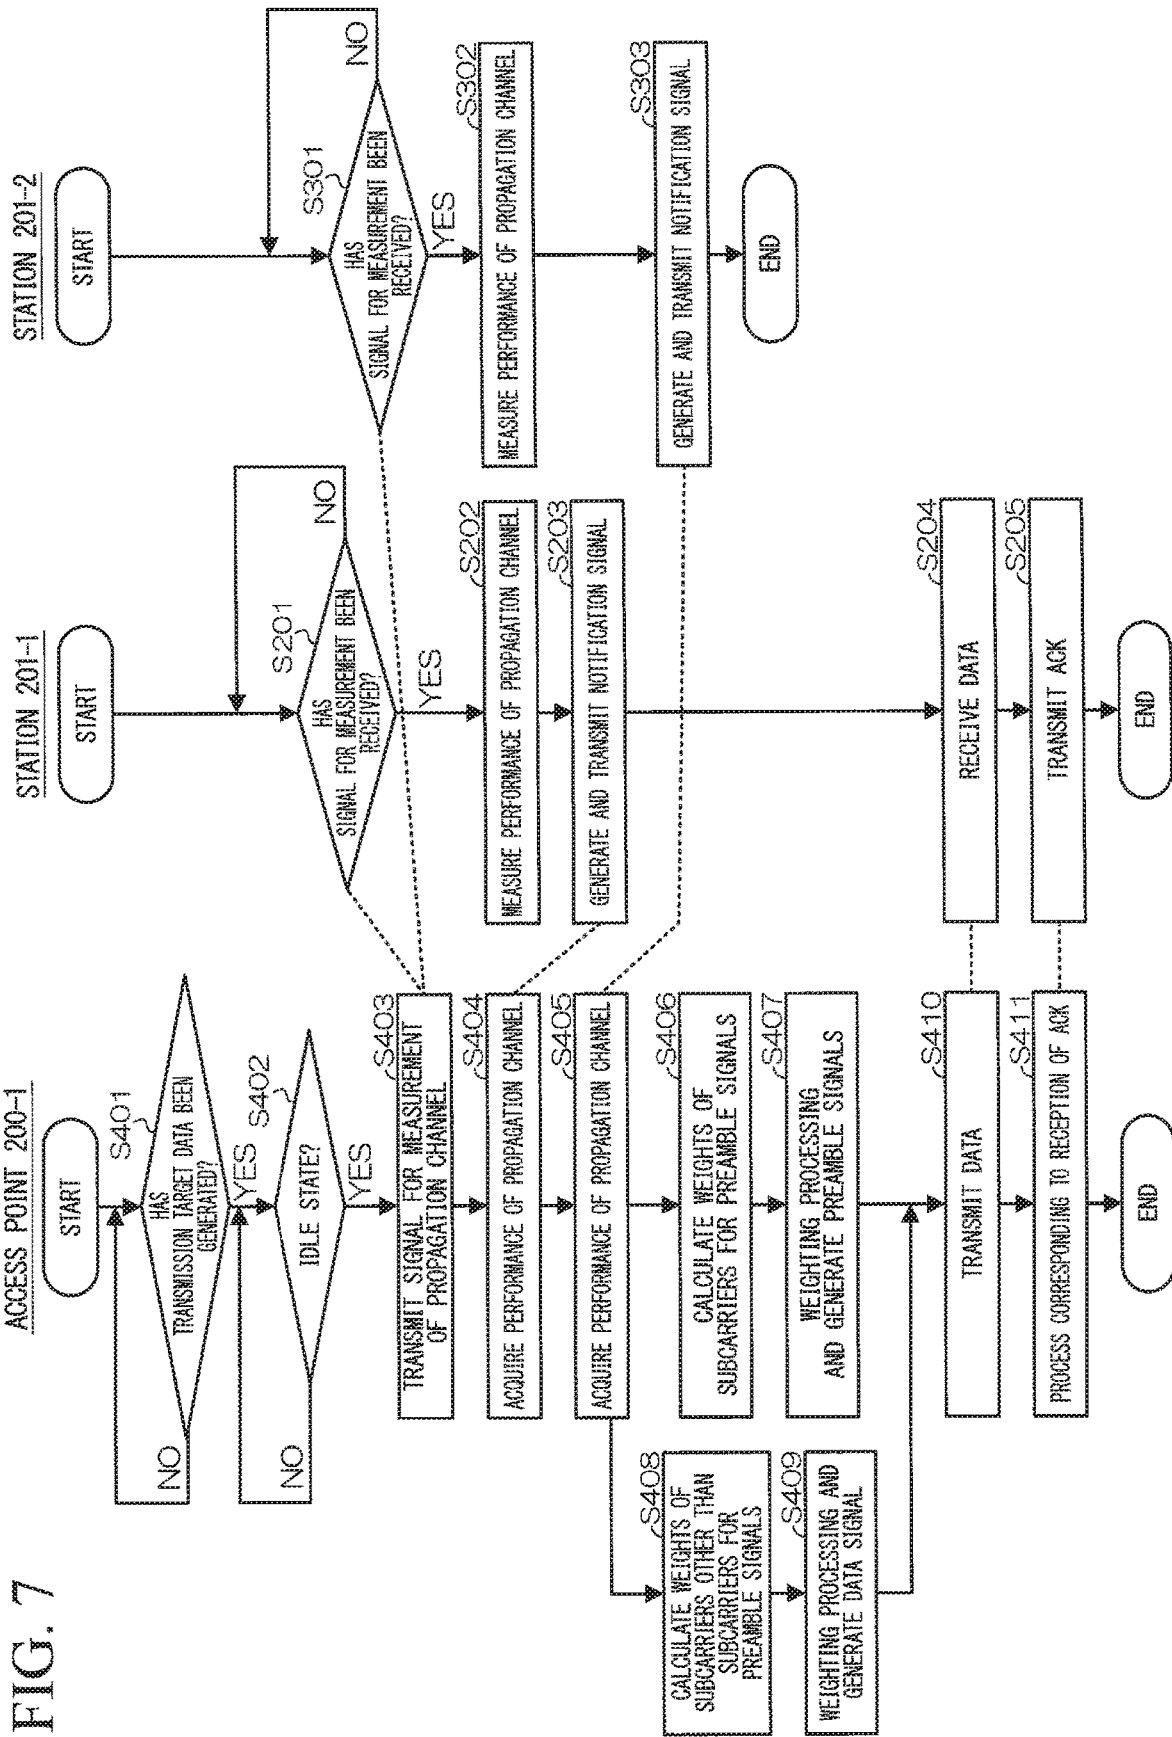 FIG. 7
ACCESS POINT 200-1
START
S401
HAS
TRANSMISSION TARGET DATA BEEN
GENERATED?
NO
YES
S402
IDLE STATE?
NO
YES
S403
TRANSMIT SIGNAL FOR MEASUREMENT
OF PROPAGATION CHANNEL
S404
ACQUIRE PERFORMANCE OF PROPAGATION CHANNEL
S405
ACQUIRE PERFORMANCE OF PROPAGATION CHANNEL
S406
CALCULATE WEIGHTS OF
SUBCARRIERS FOR PREAMBLE SIGNALS
S407
WEIGHTING PROCESSING
AND GENERATE PREAMBLE SIGNALS
S408
CALCULATE WEIGHTS OF
SUBCARRIERS OTHER THAN
SUBCARRIERS FOR
PREAMBLE SIGNALS
S409
WEIGHTING PROCESSING AND
GENERATE DATA SIGNAL
S410
TRANSMIT DATA
S411
PROCESS CORRESPONDING TO RECEPTION OF ACK
END
STATION 201-1
START
S201
HAS
SIGNAL FOR MEASUREMENT BEEN
RECEIVED?
NO
YES
S202
MEASURE PERFORMANCE OF PROPAGATION CHANNEL
S203
GENERATE AND TRANSMIT NOTIFICATION SIGNAL
S204
RECEIVE DATA
S205
TRANSMIT ACK
END
STATION 201-2
START
S301
HAS
SIGNAL FOR MEASUREMENT BEEN
RECEIVED?
NO
YES
S302
MEASURE PERFORMANCE OF PROPAGATION CHANNEL
S303
GENERATE AND TRANSMIT NOTIFICATION SIGNAL
END